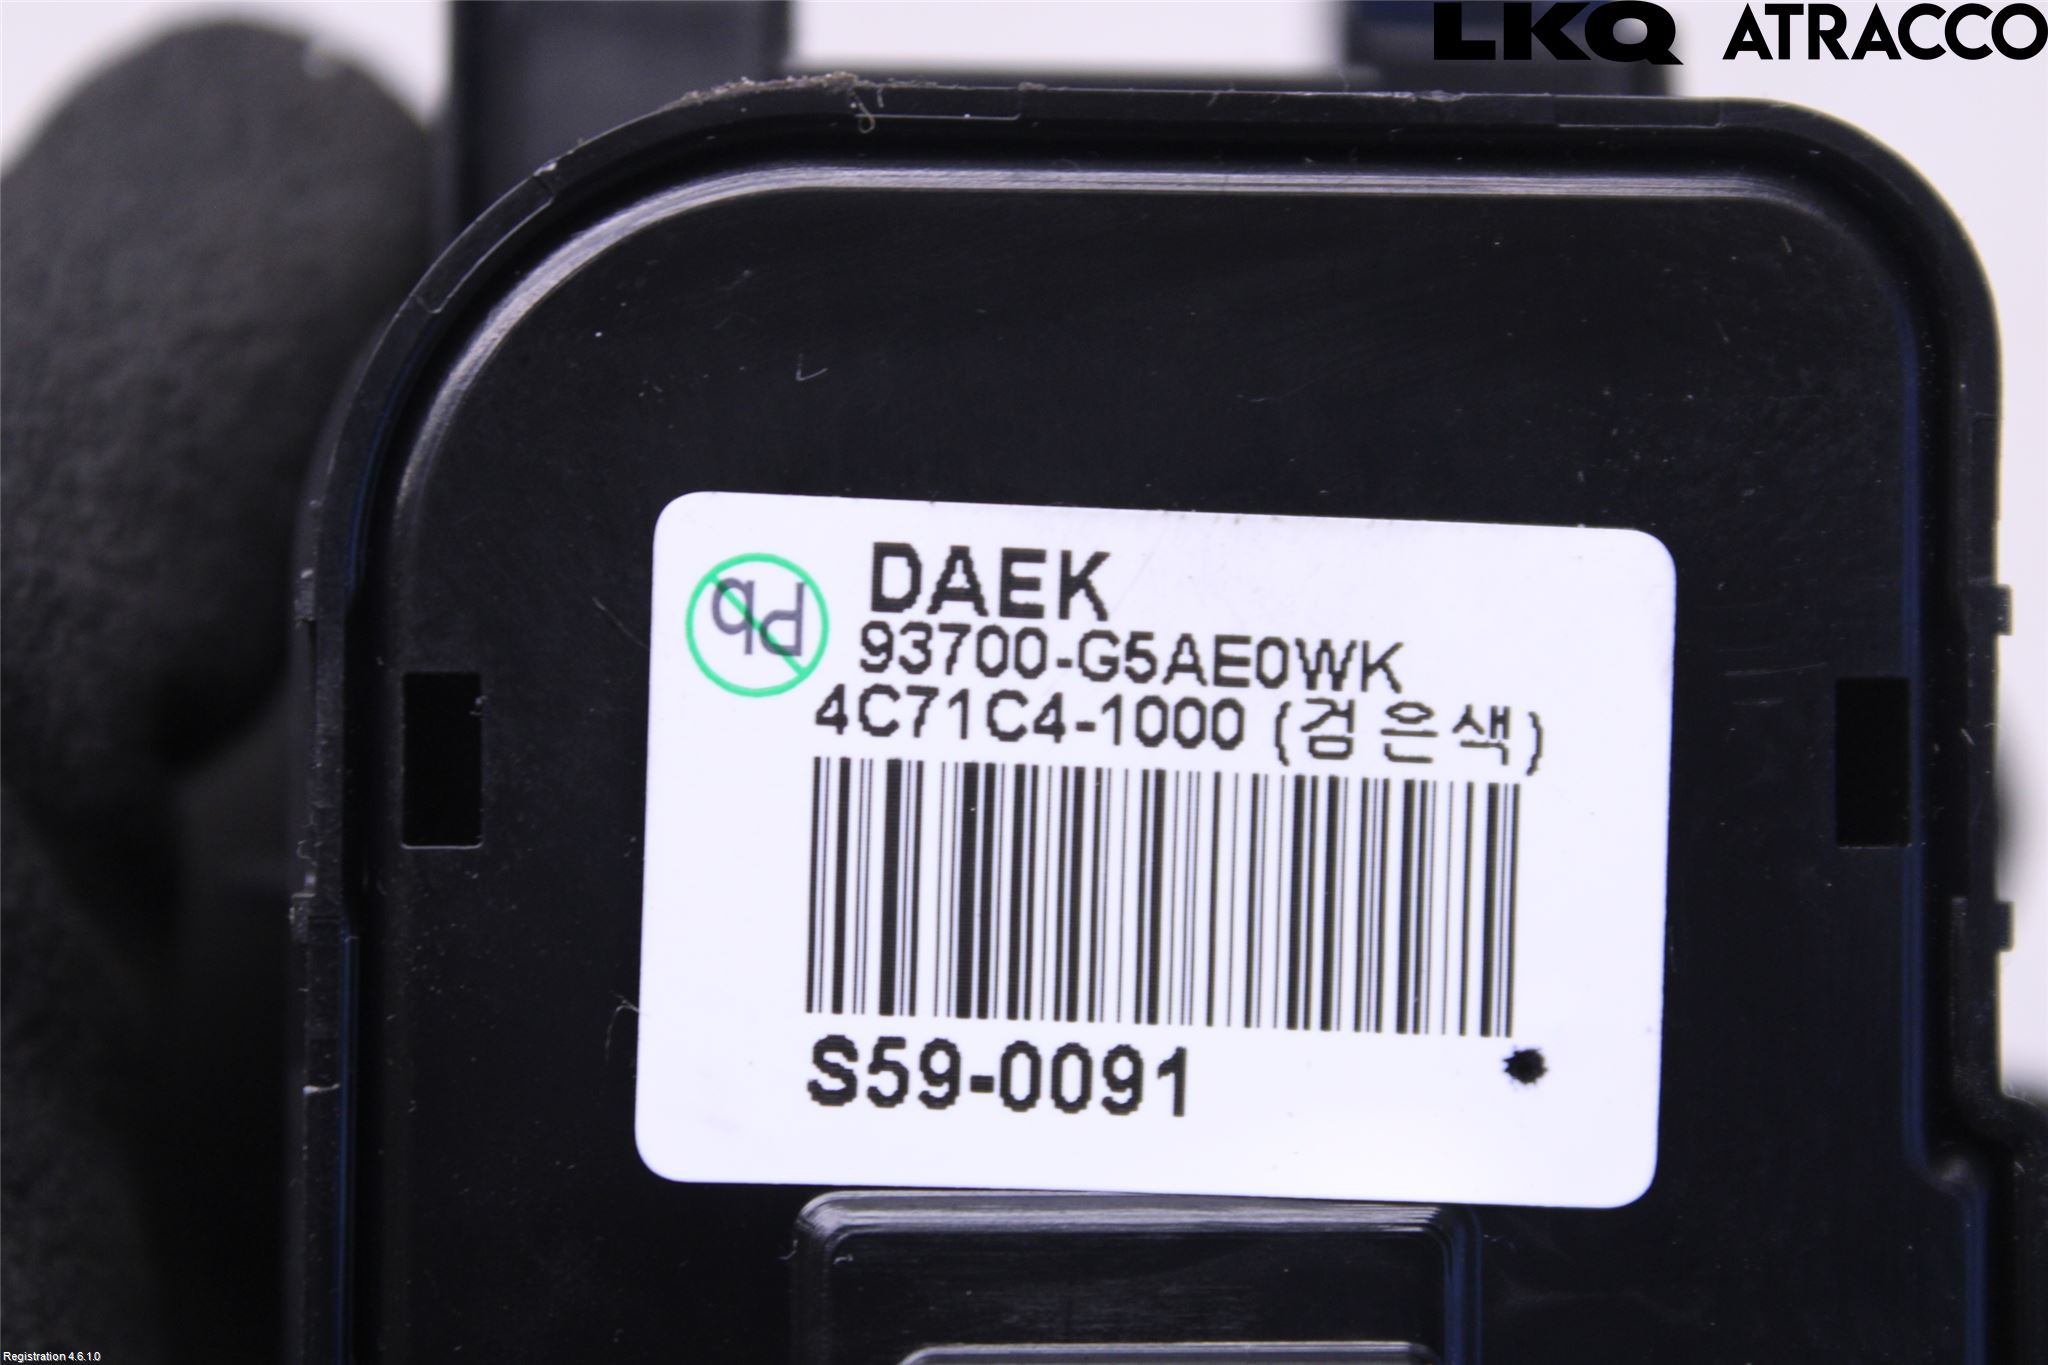 LKQ ATRACCO
Pb
DAEK
93700-G5AE0WK
4C71C4-1000 (검은색)
S59-0091
Registration 4.6.1.0